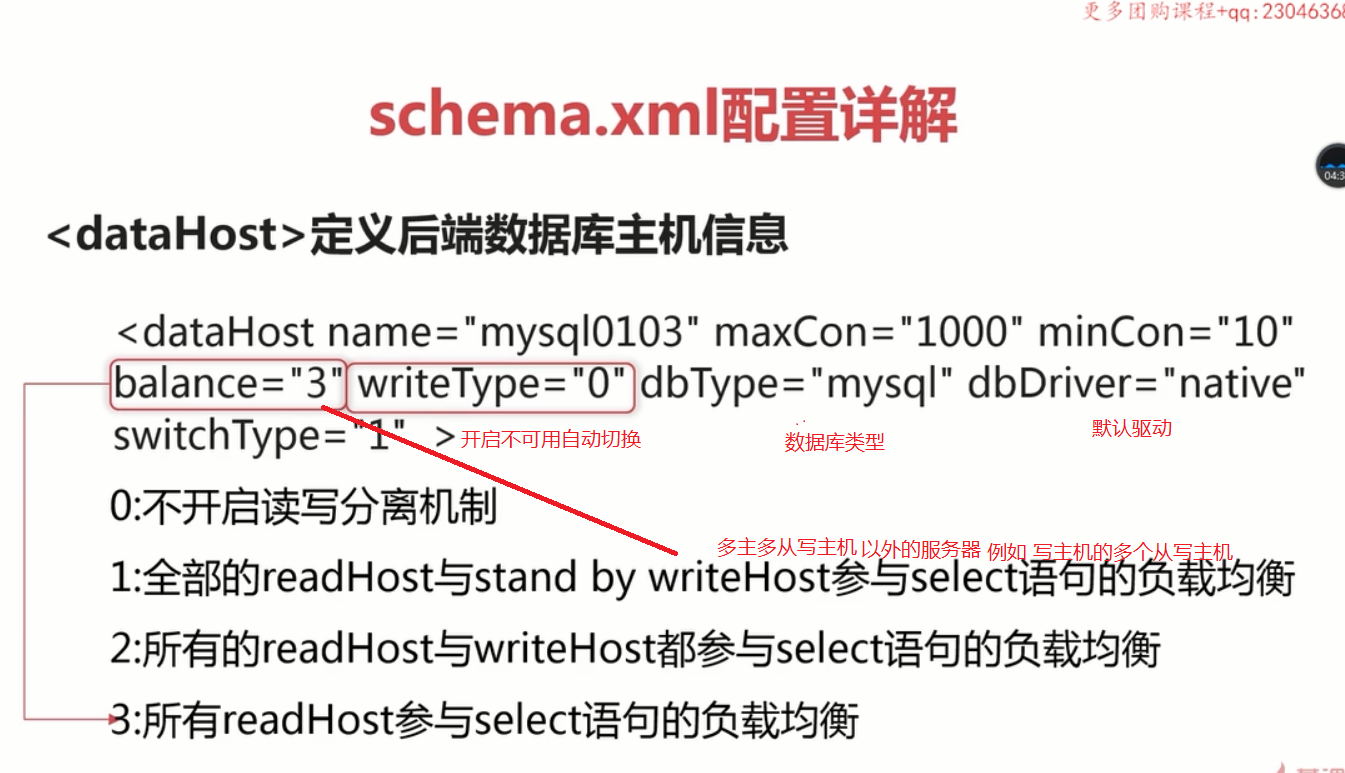 更多团购课程+qq:23046368
schema.xml配置详解
04:3
<dataHost>定义后端数据库主机信息
<dataHost name="mysql0103" maxCon="1000" minCon="10"
balance="3" writeType="0" dbType="mysql" dbDriver="native"
switchType="1" >
开启不可用自动切换
数据库类型
默认驱动
0:不开启读写分离机制
多主多从写主机 以外的服务器 例如 写主机的多个从写主机
1:全部的readHost与stand by writeHost参与select语句的负载均衡
2:所有的readHost与writeHost都参与select语句的负载均衡
3:所有readHost参与select语句的负载均衡